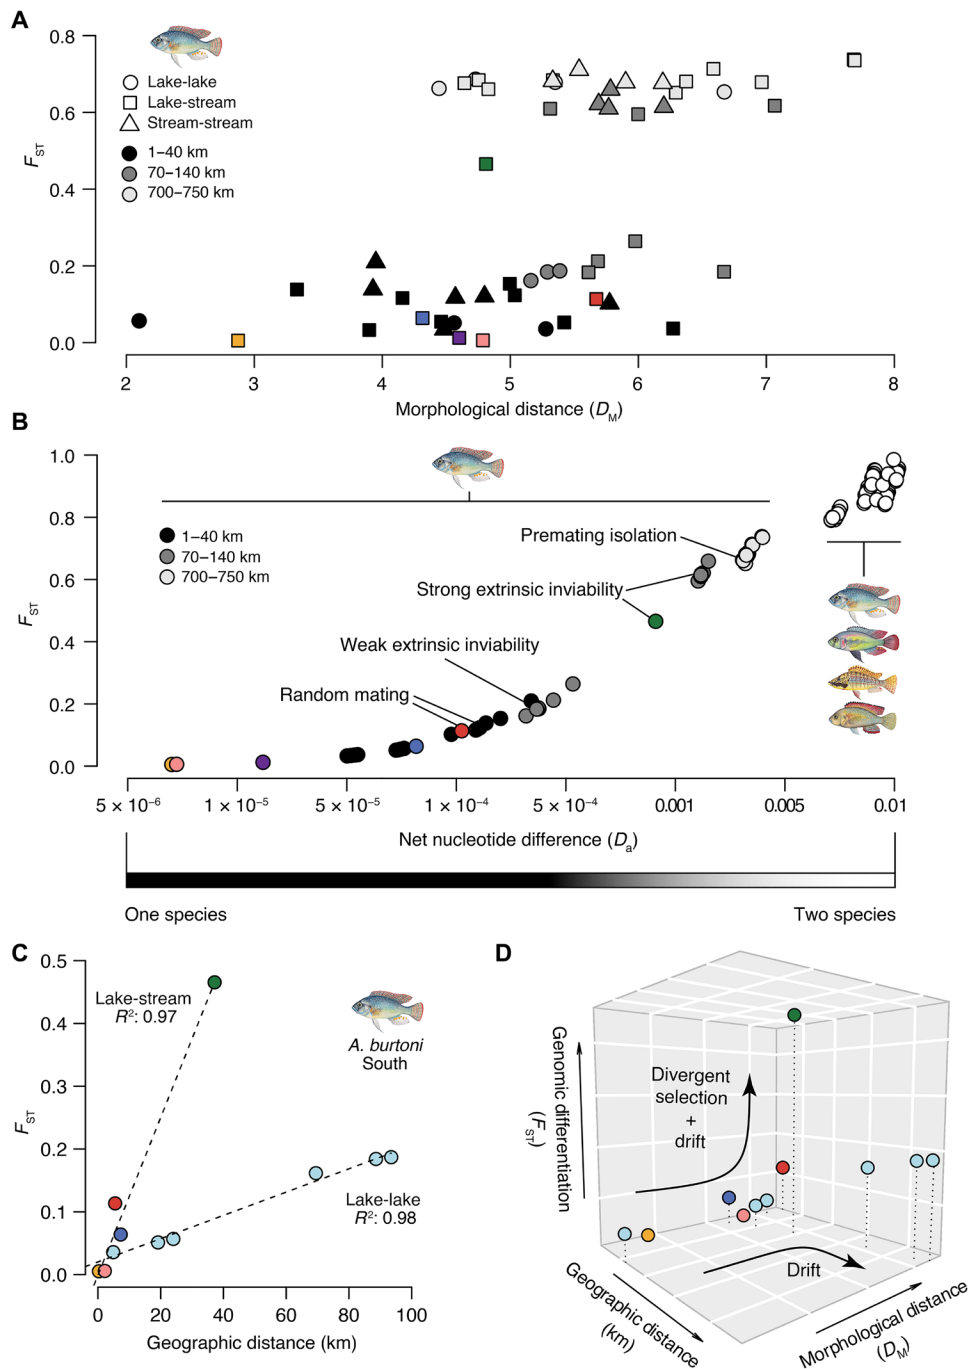 A
0.8
0.6
0.4
0.2
0.0
F_ST
Lake-lake
Lake-stream
Stream-stream
1–40 km
70–140 km
700–750 km
2 3 4 5 6 7 8
Morphological distance (D_M)
B
1.0
0.8
0.6
0.4
0.2
0.0
F_ST
1–40 km
70–140 km
700–750 km
Premating isolation
Strong extrinsic inviability
Weak extrinsic inviability
Random mating
5 × 10⁻⁶ 1 × 10⁻⁵ 5 × 10⁻⁵ 1 × 10⁻⁴ 5 × 10⁻⁴ 0.001 0.005 0.01
Net nucleotide difference (D_a)
One species Two species
C
0.5
0.4
0.3
0.2
0.1
0.0
F_ST
Lake-stream
R²: 0.97
A. burtoni
South
Lake-lake
R²: 0.98
0 20 40 60 80 100
Geographic distance (km)
D
Genomic differentiation
(F_ST)
Divergent
selection
+
drift
Drift
Geographic distance
(km)
Morphological distance
(D_M)